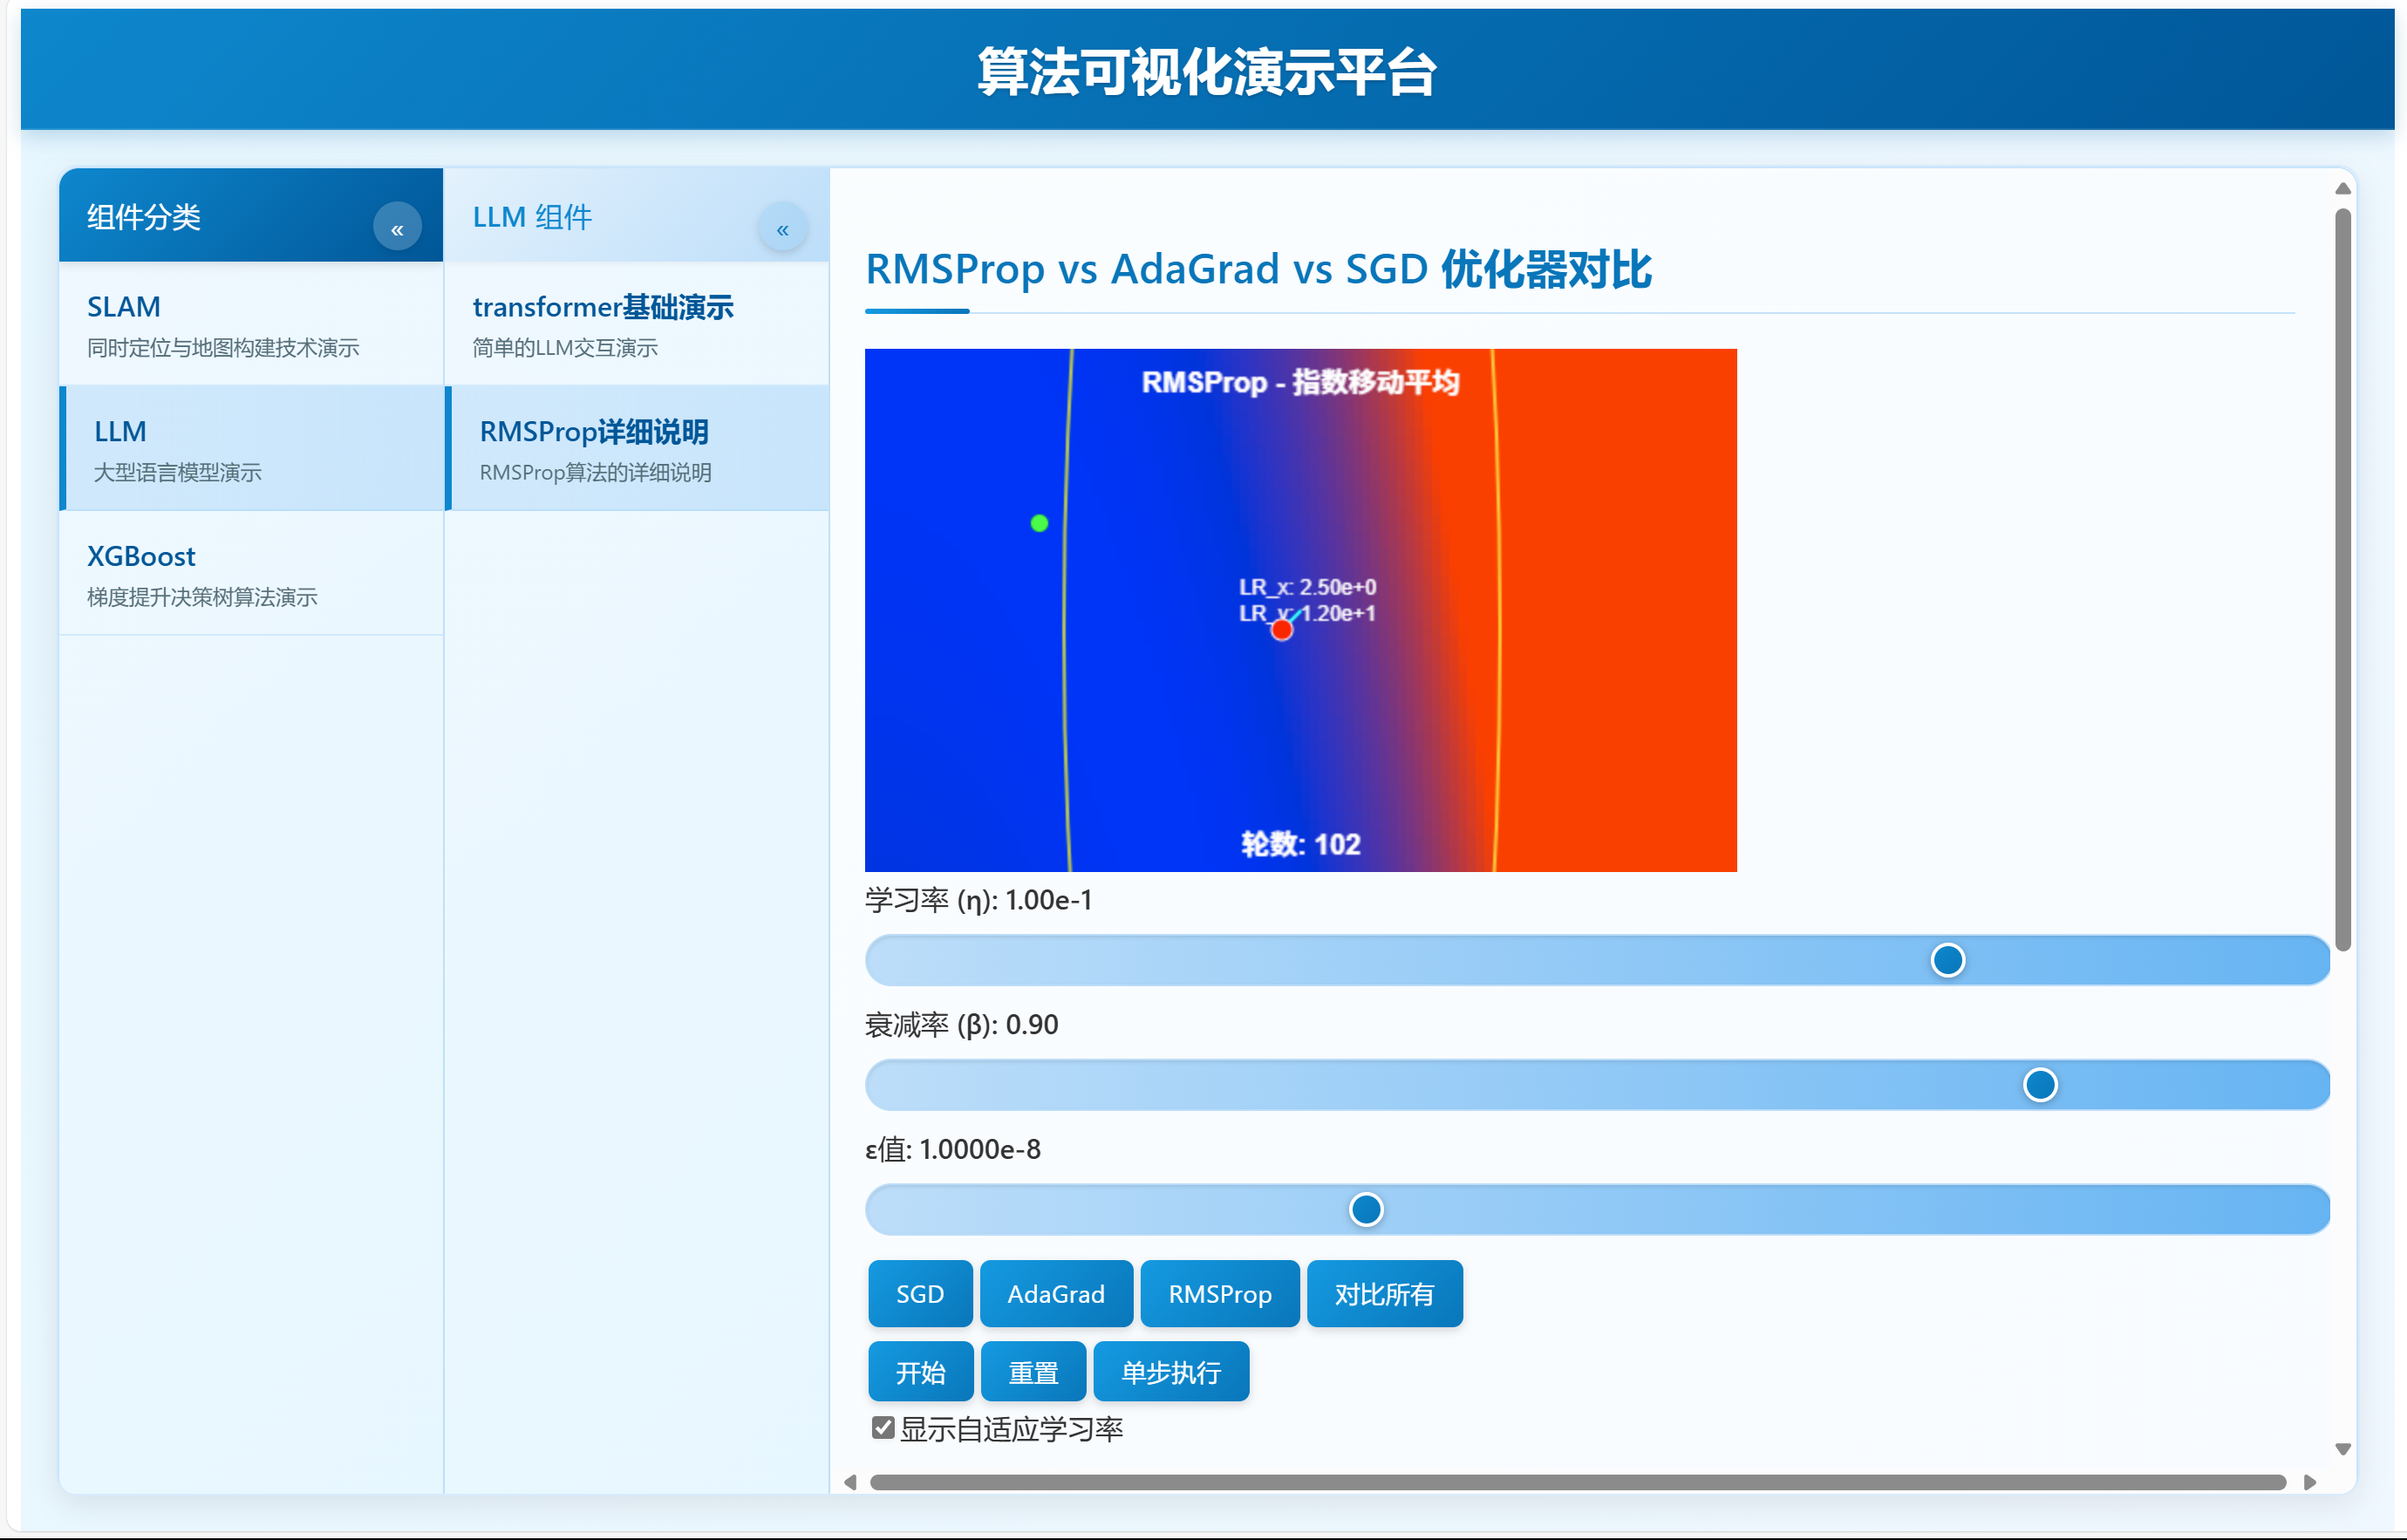 算法可视化演示平台
组件分类
«
SLAM
同时定位与地图构建技术演示
LLM
大型语言模型演示
XGBoost
梯度提升决策树算法演示
LLM 组件
«
transformer基础演示
简单的LLM交互演示
RMSProp详细说明
RMSProp算法的详细说明
RMSProp vs AdaGrad vs SGD 优化器对比
RMSProp - 指数移动平均
LR_x: 2.50e+0
LR_y: 1.20e+1
轮数: 102
学习率 (η): 1.00e-1
衰减率 (β): 0.90
ε值: 1.0000e-8
SGD AdaGrad RMSProp 对比所有
开始 重置 单步执行
显示自适应学习率